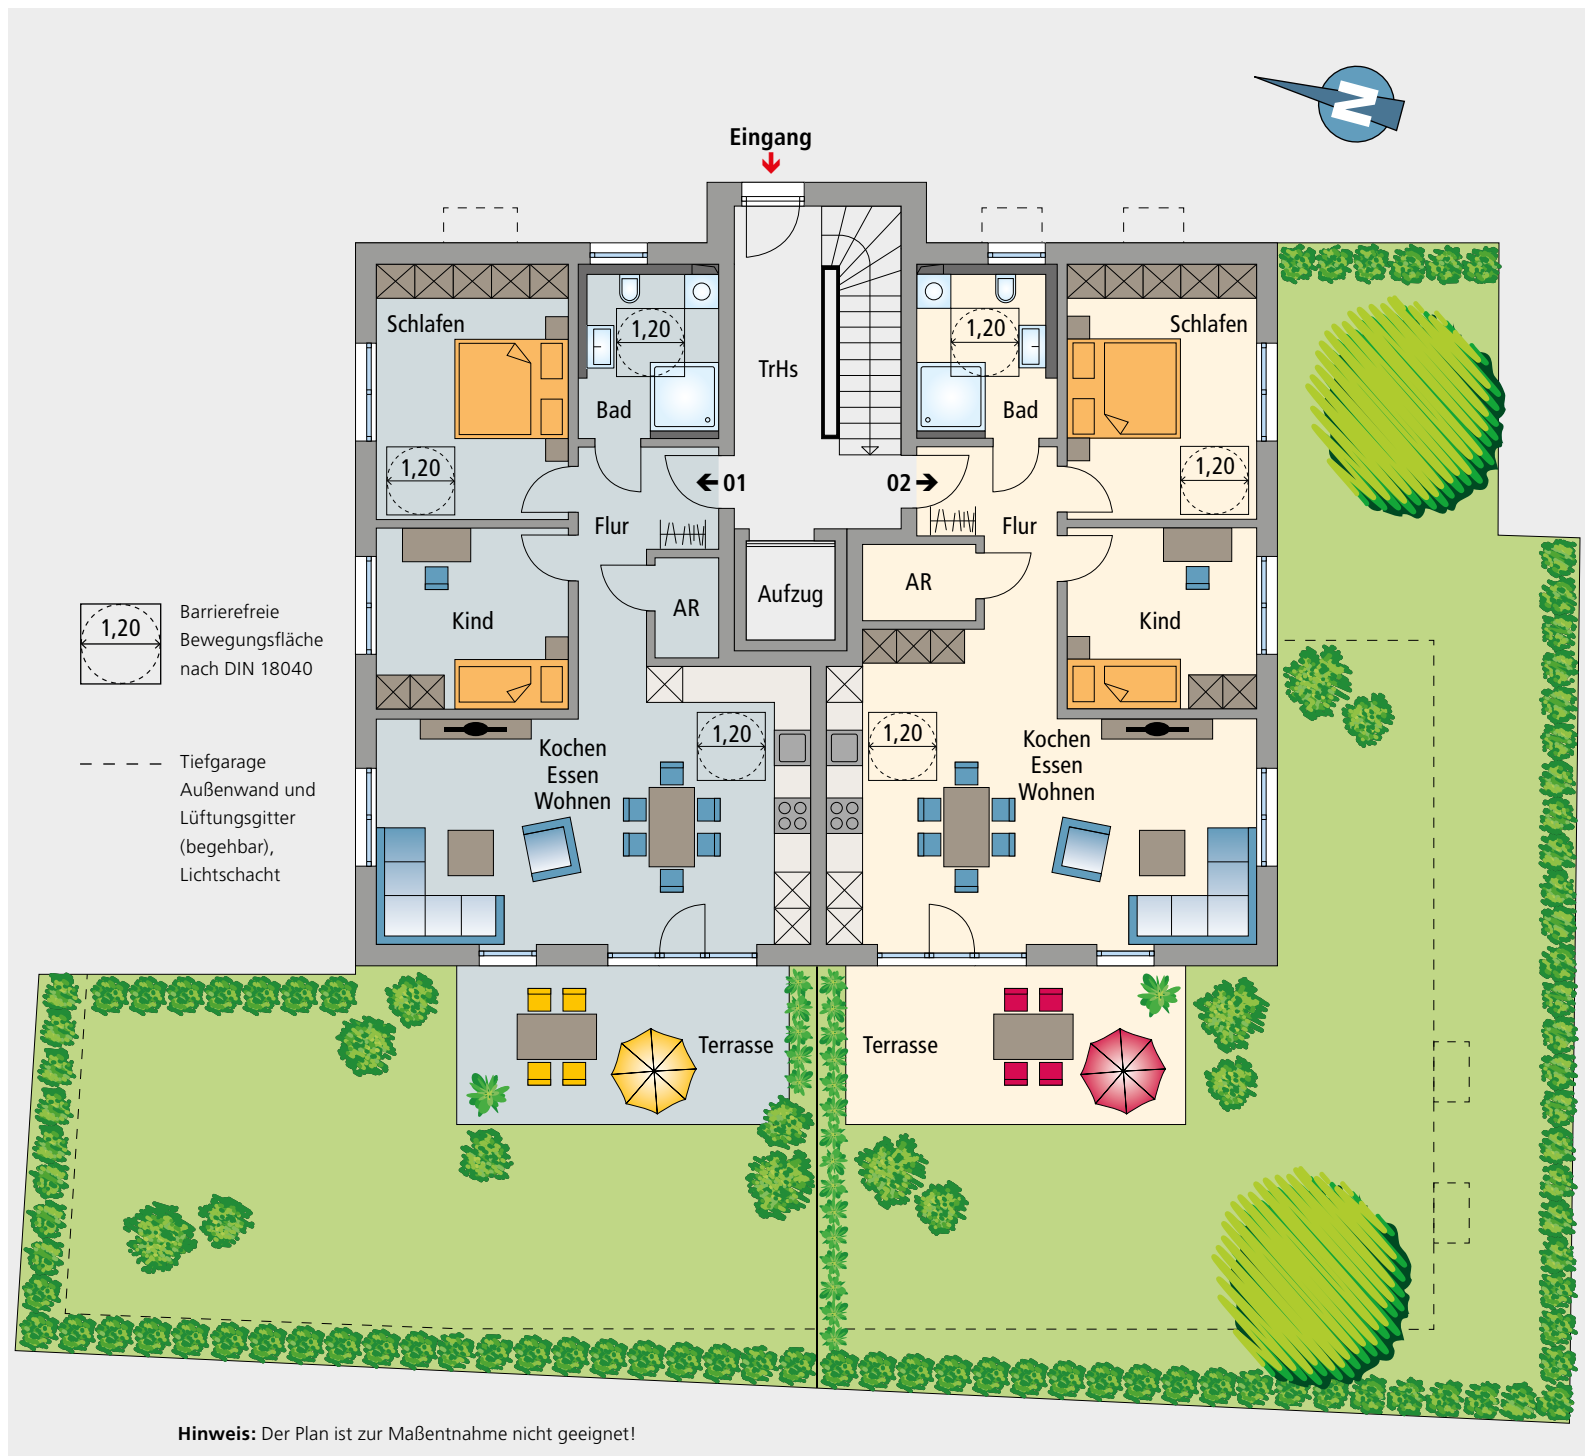 N
Eingang
Schlafen
1,20
1,20
Schlafen
TrHs
Bad
Bad
1,20
01
02
1,20
Flur
Flur
Aufzug
AR
AR
Kind
Kind
1,20
Barrierefreie
Bewegungsfläche
nach DIN 18040
1,20
1,20
Kochen
Essen
Wohnen
Kochen
Essen
Wohnen
Tiefgarage
Außenwand und
Lüftungsgitter
(begehbar),
Lichtschacht
Terrasse
Terrasse
Hinweis: Der Plan ist zur Maßentnahme nicht geeignet!